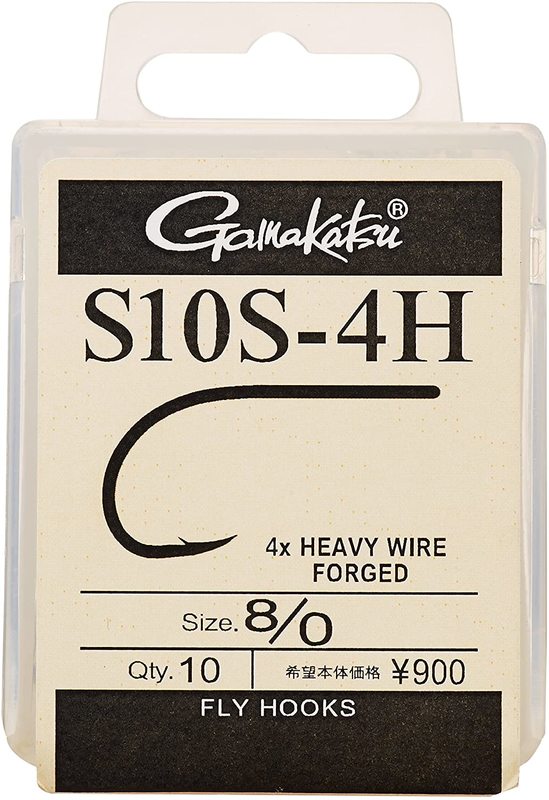 Gamakatsu®
S10S-4H
4x HEAVY WIRE
FORGED
Size. 8/0
Qty. 10 希望本体価格 ¥900
FLY HOOKS